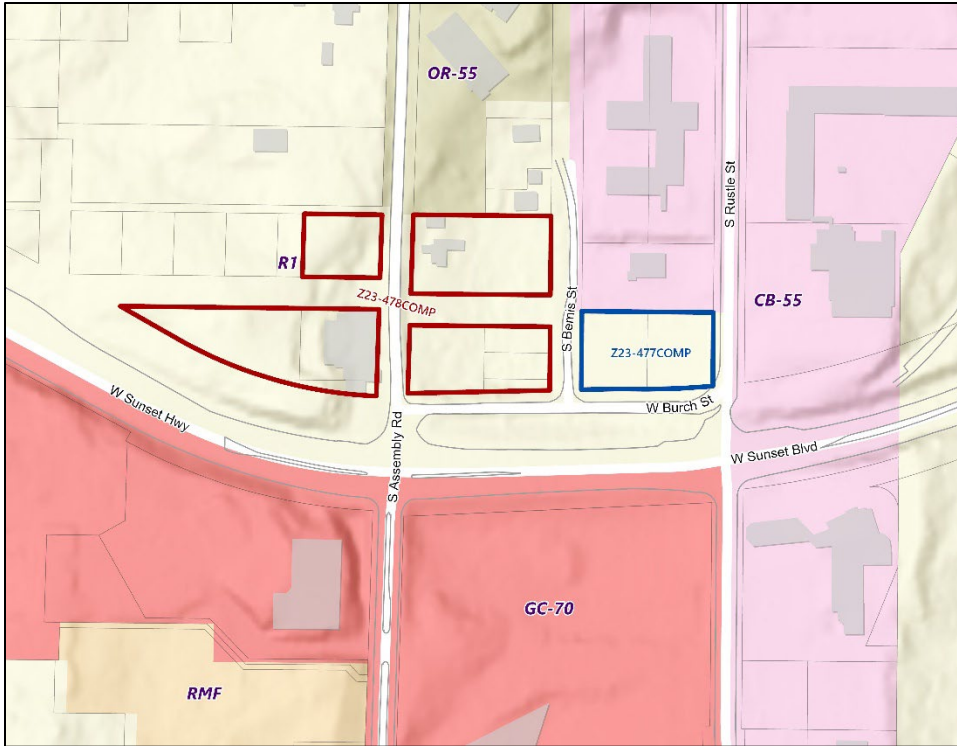 OR-55
S Rustle St
R1
Z23-478COMP
S Bemis St
CB-55
Z23-477COMP
W Burch St
W Sunset Hwy
S Assembly Rd
W Sunset Blvd
GC-70
RMF